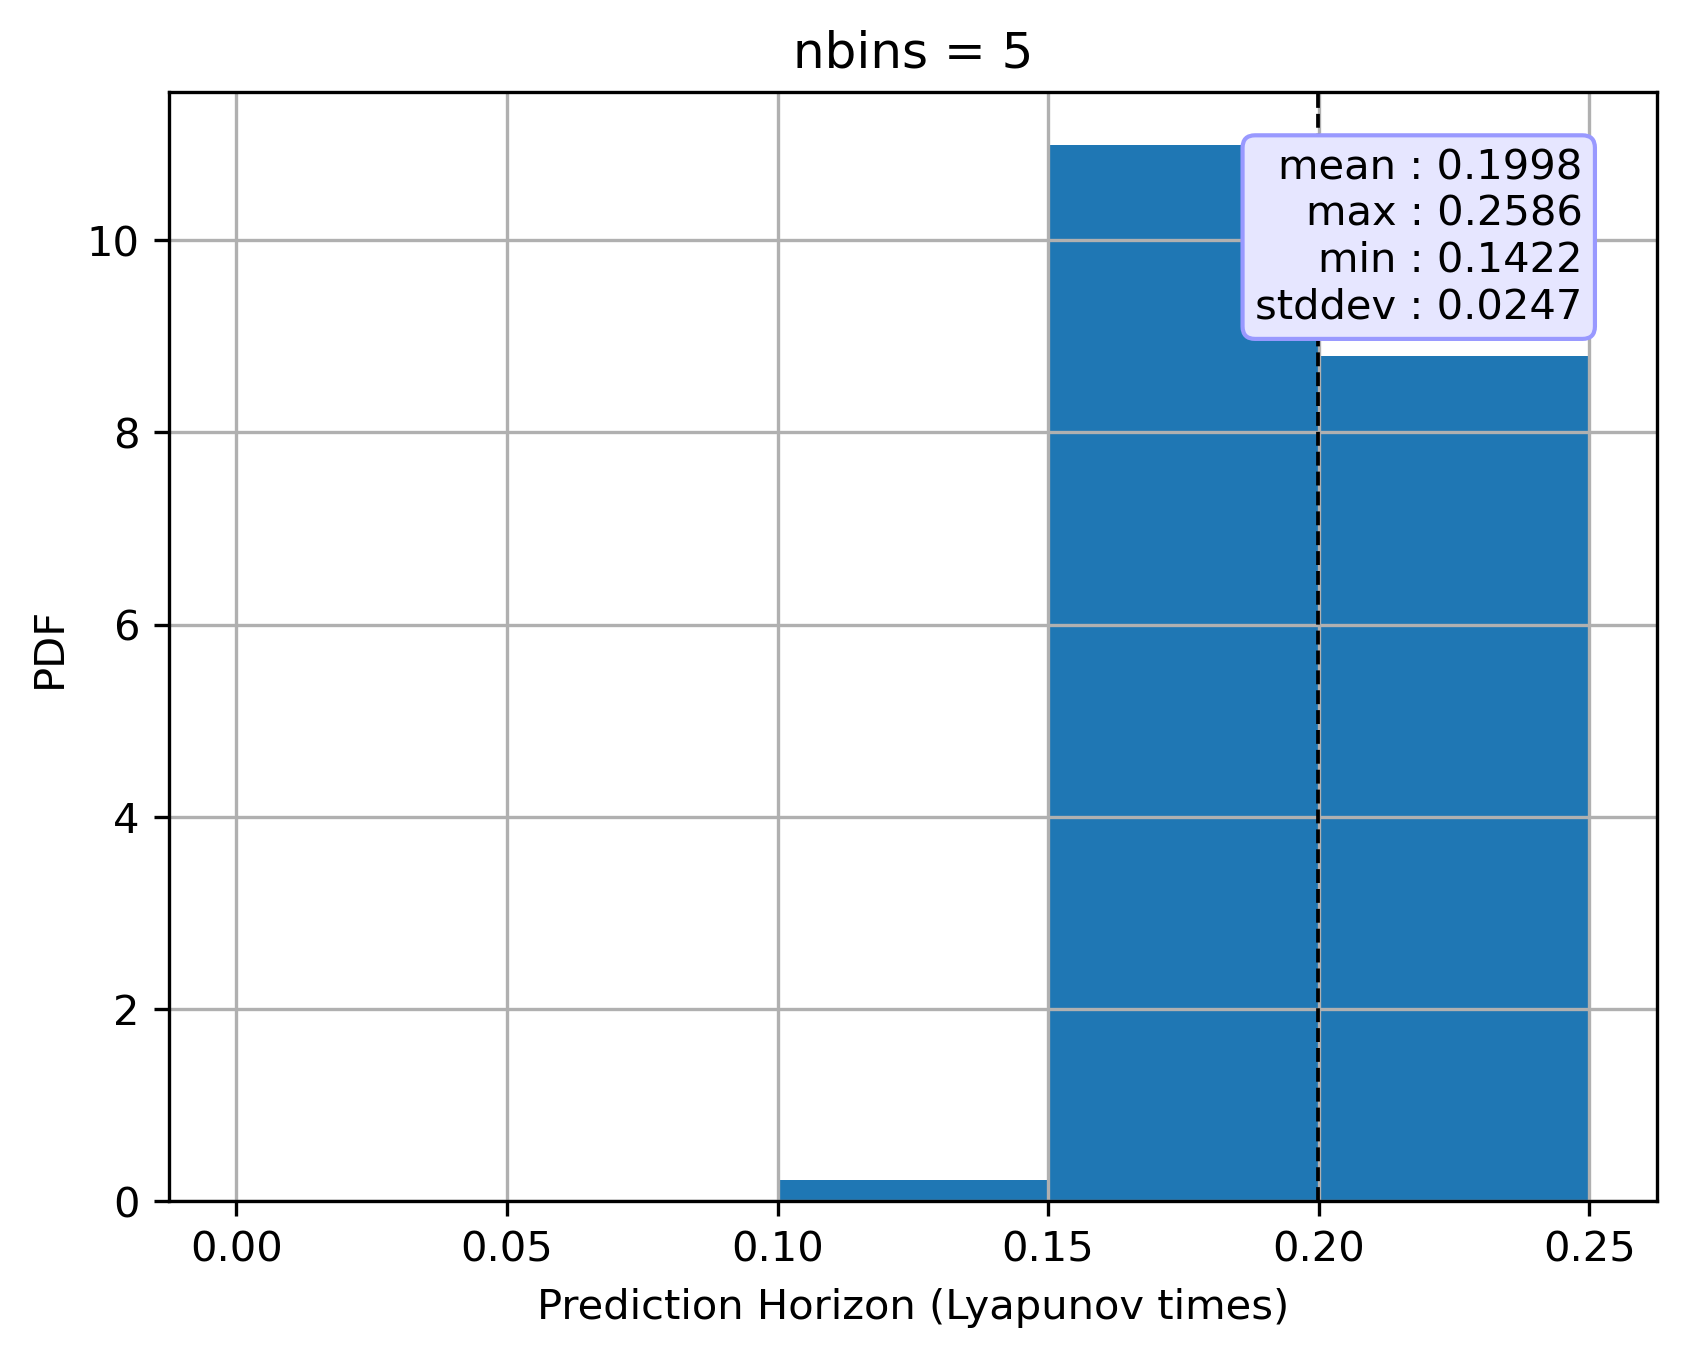 nbins = 5
mean : 0.1998
max : 0.2586
min : 0.1422
stddev : 0.0247
PDF
10
8
6
4
2
0
0.00 0.05 0.10 0.15 0.20 0.25
Prediction Horizon (Lyapunov times)